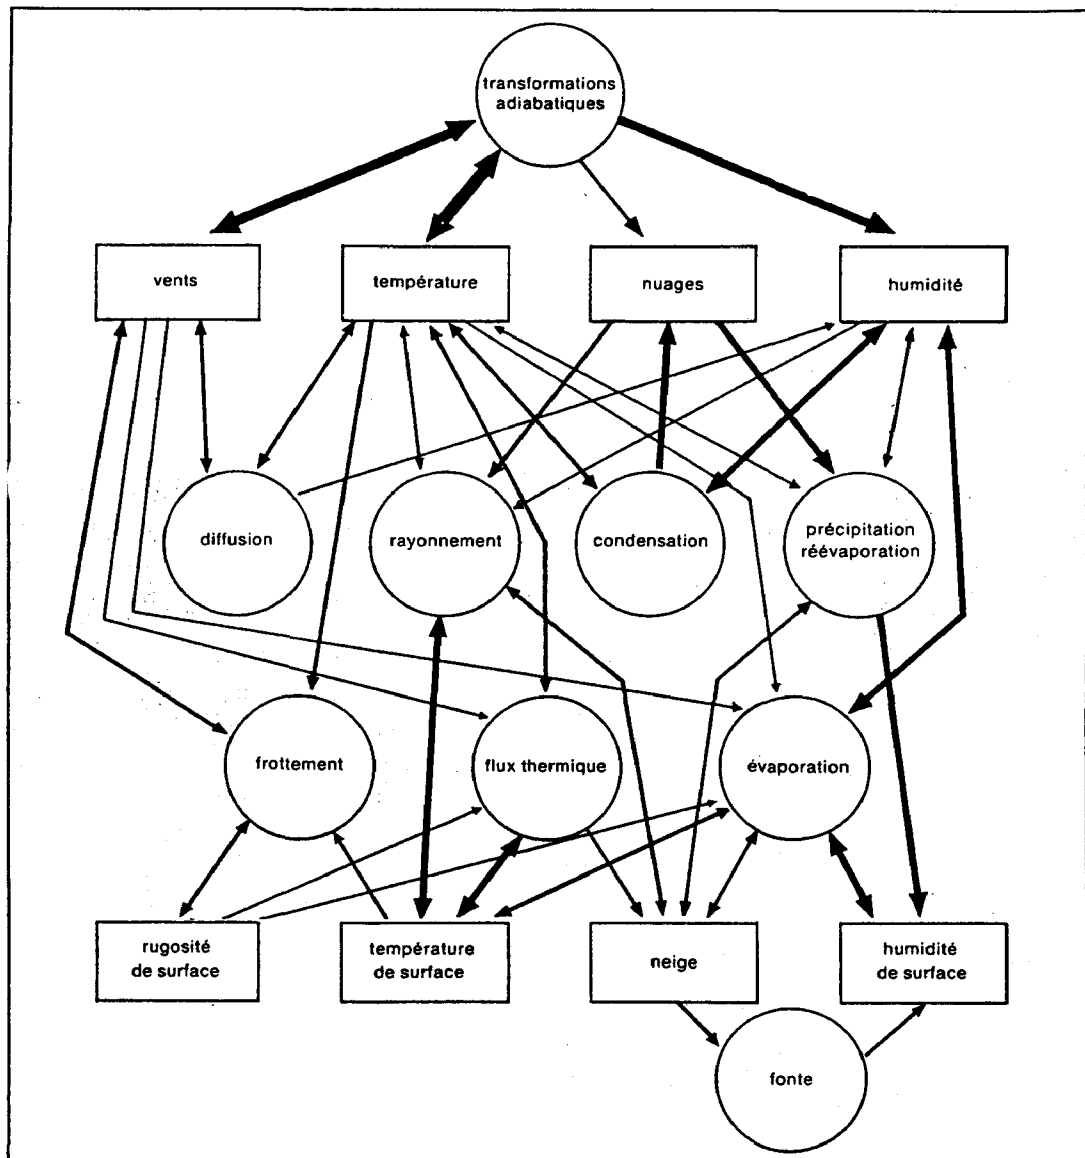 transformations
adiabatiques
vents
température
nuages
humidité
diffusion
rayonnement
condensation
précipitation
réévaporation
frottement
flux thermique
évaporation
rugosité
de surface
température
de surface
neige
humidité
de surface
fonte